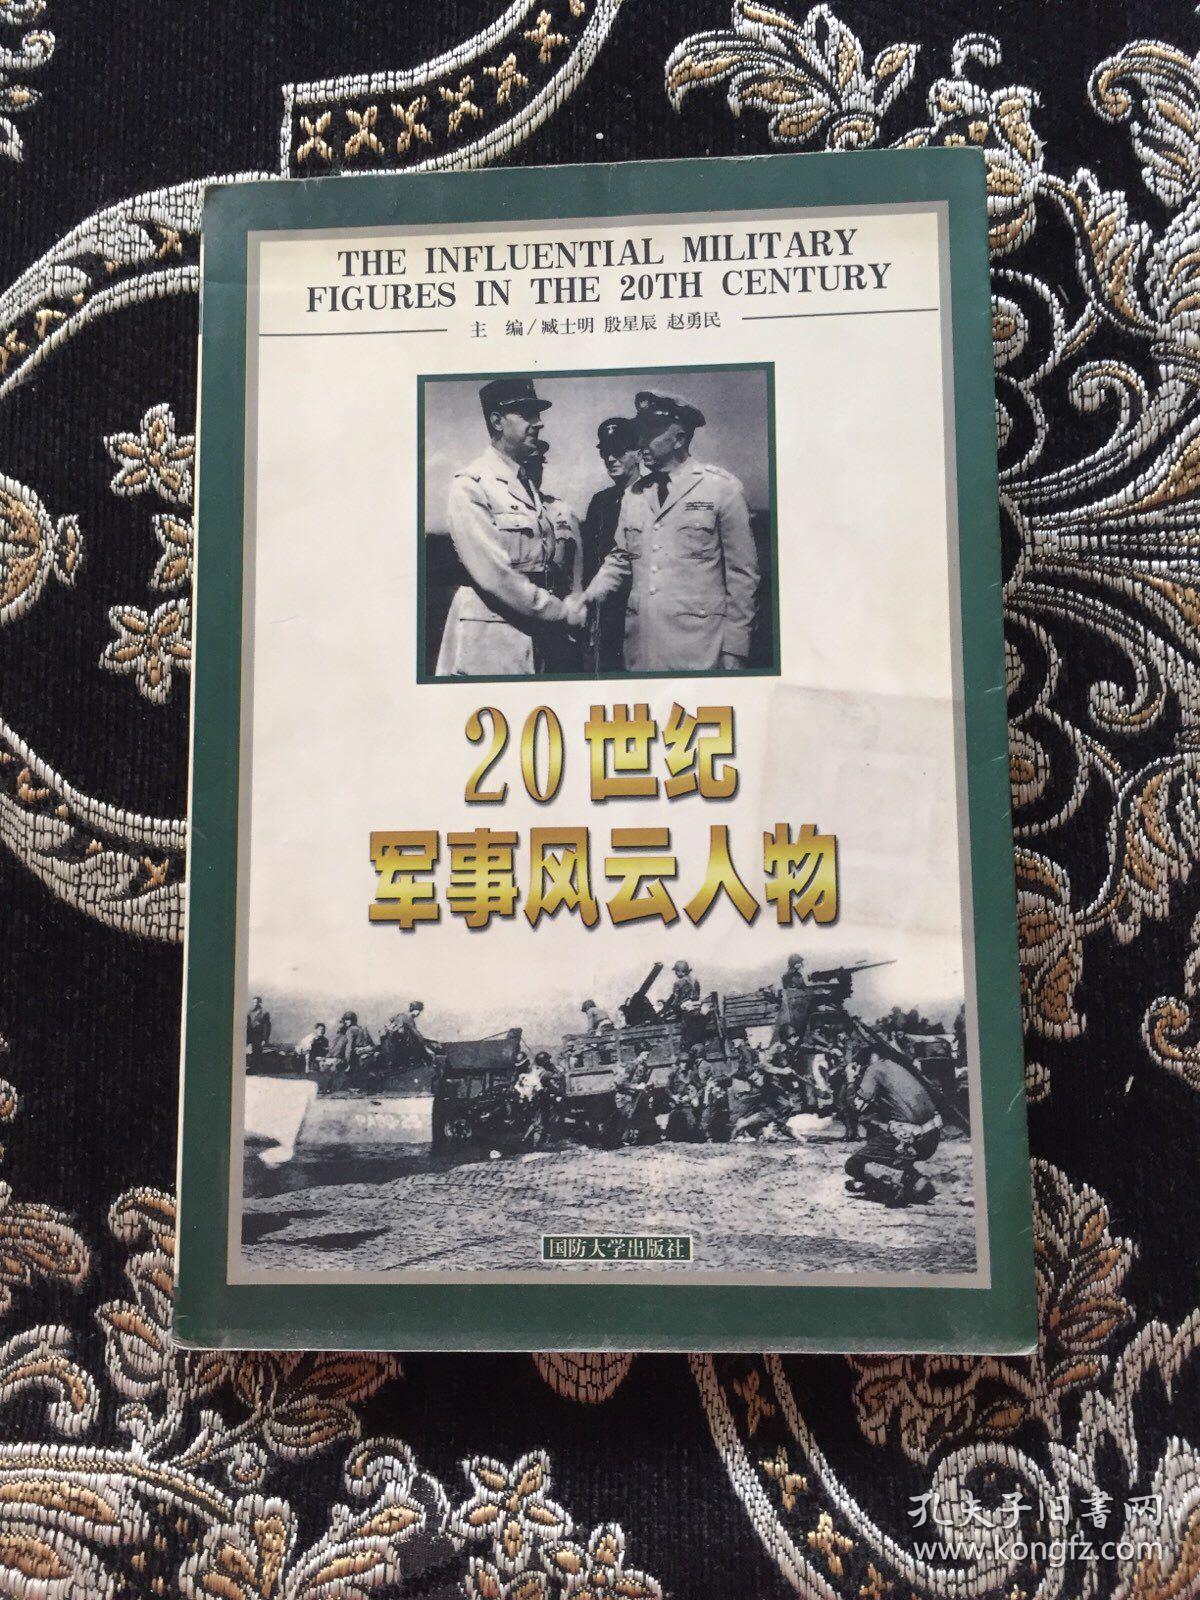 THE INFLUENTIAL MILITARY
FIGURES IN THE 20TH CENTURY
主 编/臧士明 殷星辰 赵勇民
20世纪
军事风云人物
国防大学出版社
孔夫子旧書网
www.kongfz.com